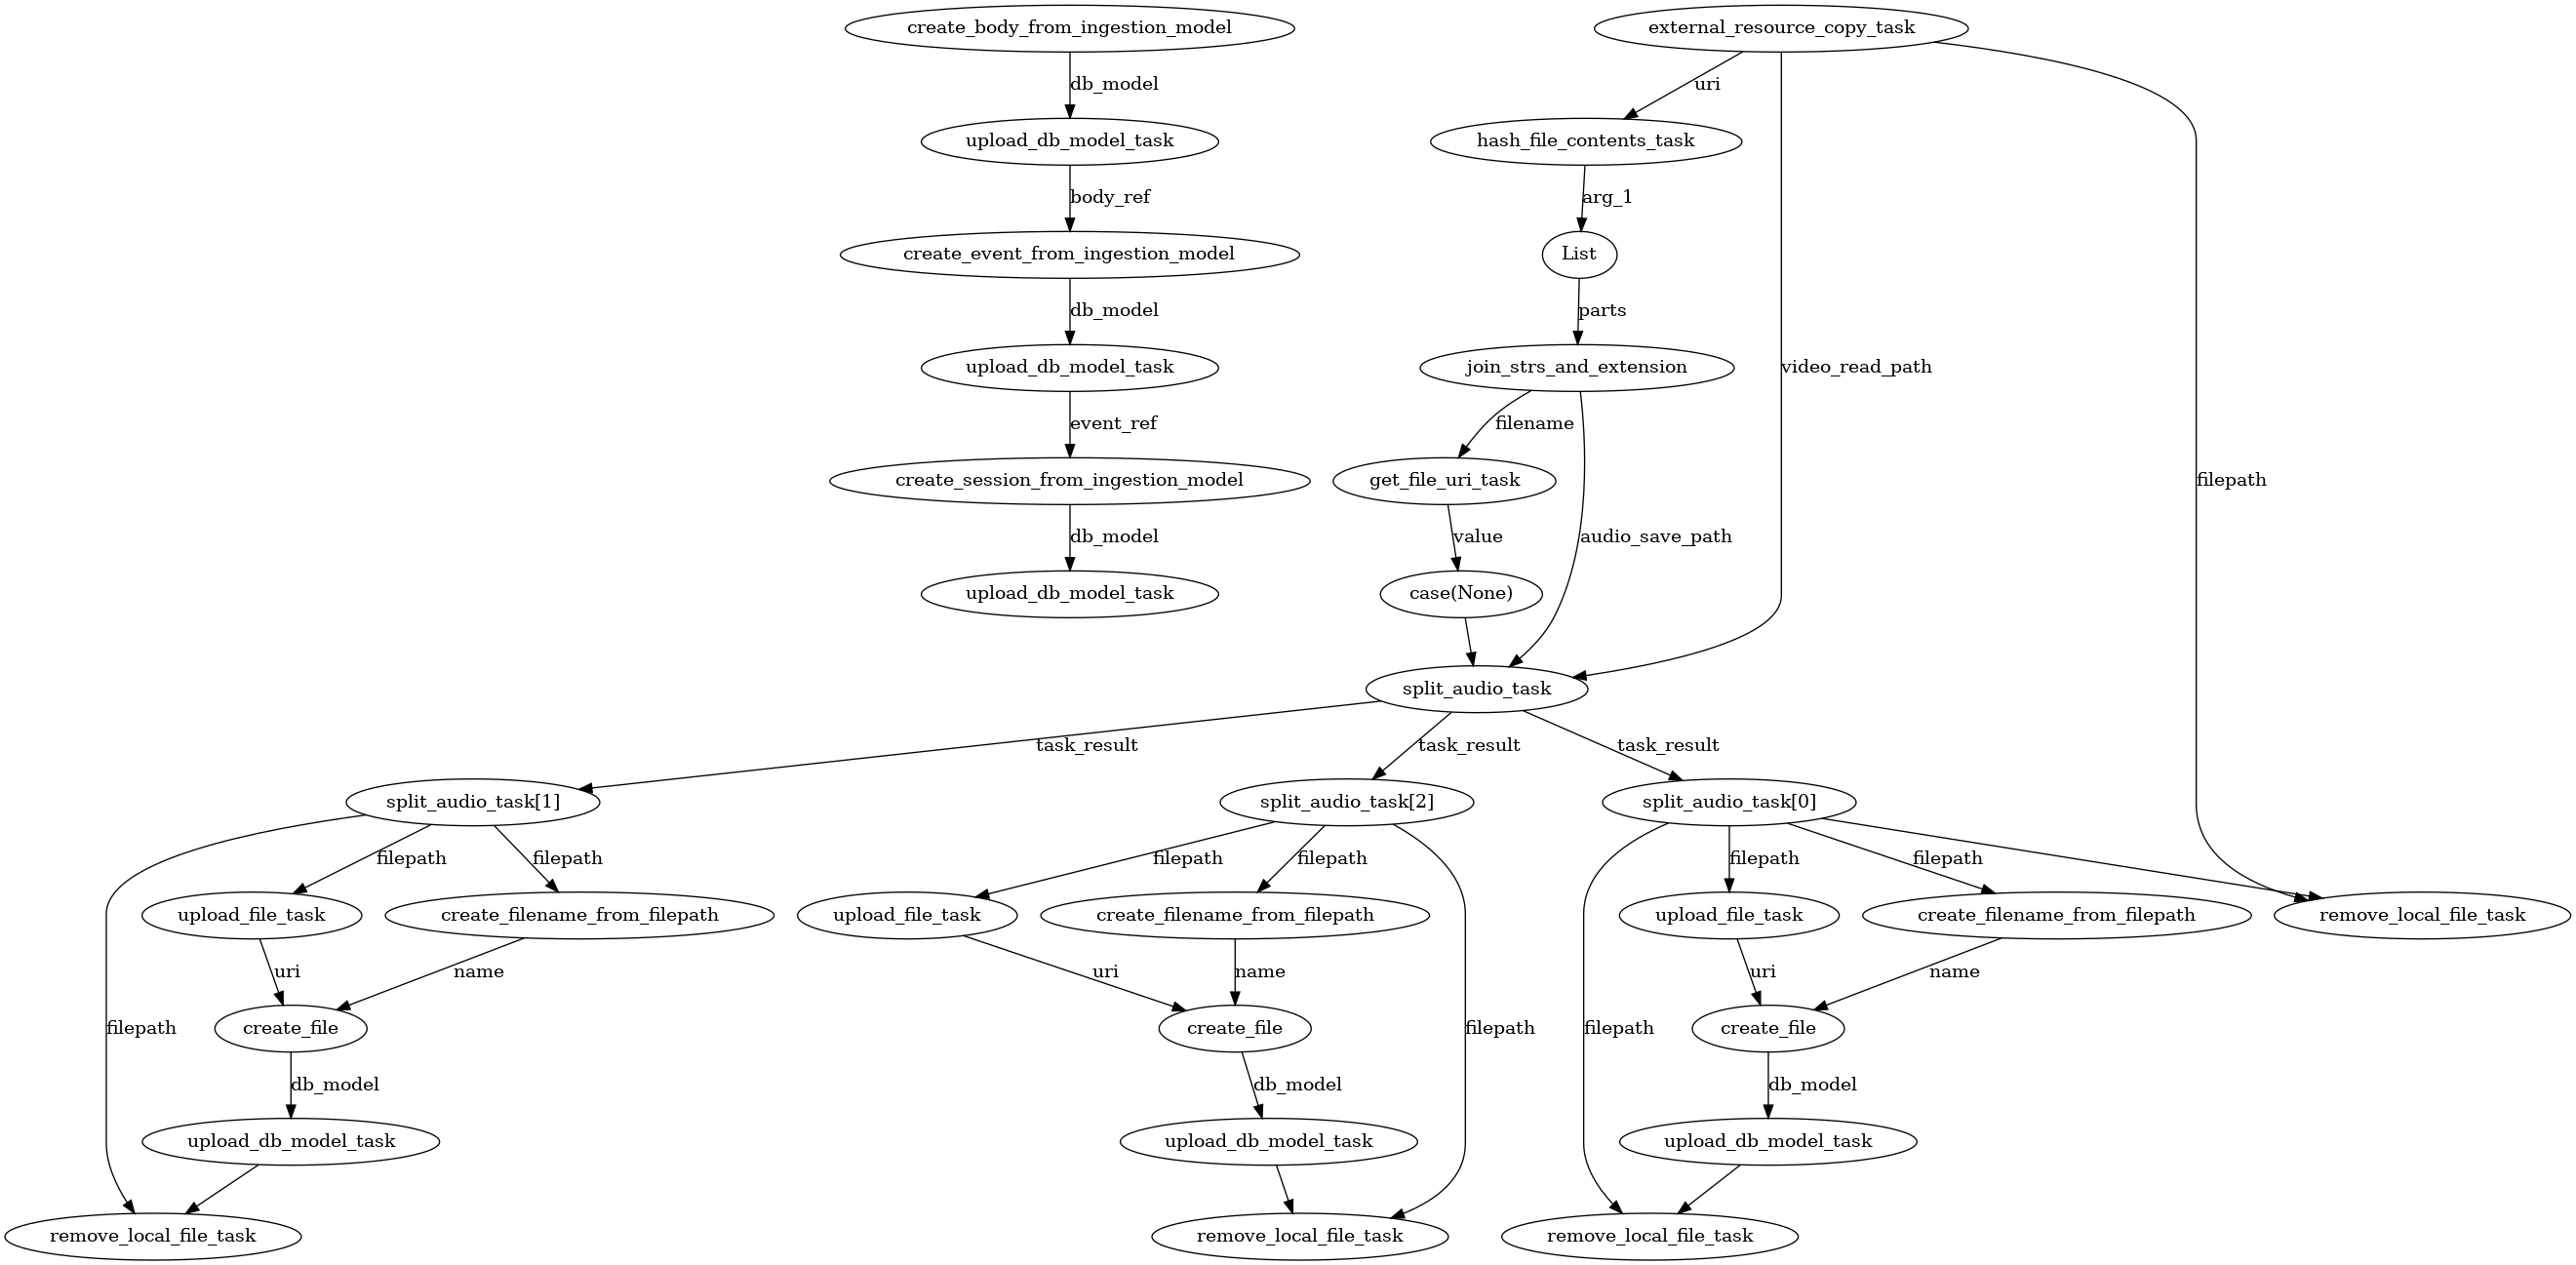 create_body_from_ingestion_model
external_resource_copy_task
db_model
uri
upload_db_model_task
hash_file_contents_task
body_ref
arg_1
create_event_from_ingestion_model
List
db_model
parts
upload_db_model_task
join_strs_and_extension
video_read_path
event_ref
filename
create_session_from_ingestion_model
get_file_uri_task
filepath
db_model
value
audio_save_path
upload_db_model_task
case(None)
split_audio_task
task_result
task_result
task_result
split_audio_task[1]
split_audio_task[2]
split_audio_task[0]
filepath
filepath
filepath
filepath
filepath
filepath
upload_file_task
create_filename_from_filepath
upload_file_task
create_filename_from_filepath
upload_file_task
create_filename_from_filepath
remove_local_file_task
uri
name
uri
name
uri
name
filepath
create_file
create_file
filepath
filepath
create_file
db_model
db_model
db_model
upload_db_model_task
upload_db_model_task
upload_db_model_task
remove_local_file_task
remove_local_file_task
remove_local_file_task